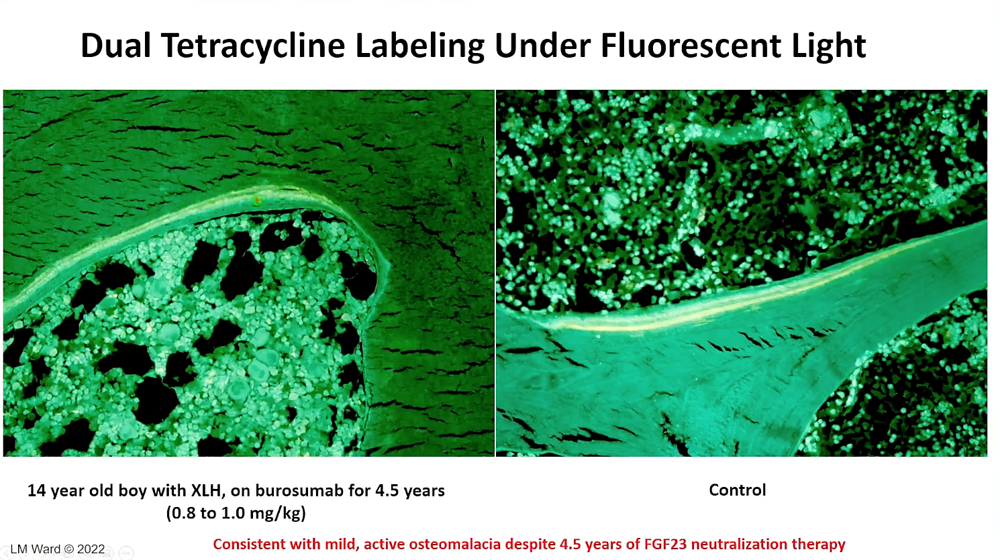 Dual Tetracycline Labeling Under Fluorescent Light
14 year old boy with XLH, on burosumab for 4.5 years
(0.8 to 1.0 mg/kg)
Control
Consistent with mild, active osteomalacia despite 4.5 years of FGF23 neutralization therapy
LM Ward © 2022